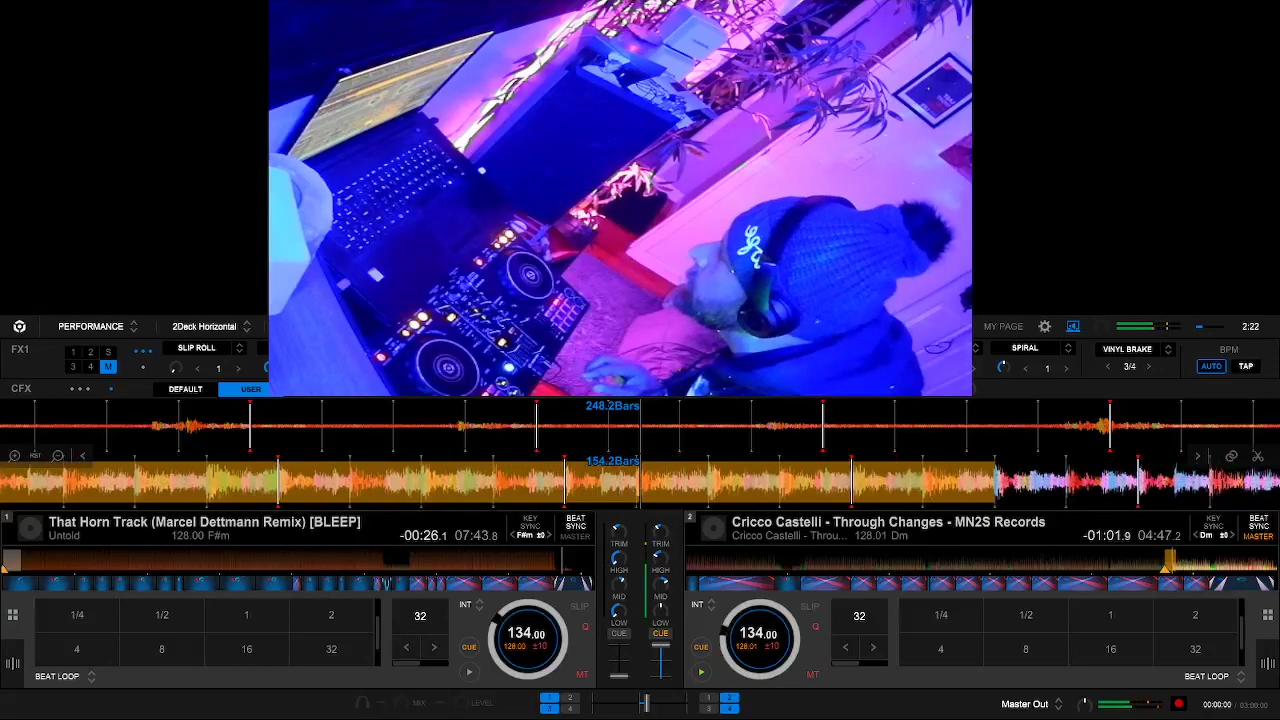 PERFORMANCE
2Deck Horizontal
MY PAGE
2:22
FX1
1 2 S
3 4 M
SLIP ROLL
1
SPIRAL
1
VINYL BRAKE
3/4
BPM
AUTO TAP
CFX
DEFAULT USER
248.2Bars
RST
154.2Bars
1
That Horn Track (Marcel Dettmann Remix) [BLEEP]
Untold
128.00 F#m
-00:26.1 07:43.8
KEY SYNC
F#m ±0
BEAT SYNC
MASTER
TRIM
HIGH
MID
LOW
CUE
TRIM
HIGH
MID
LOW
CUE
2
Cricco Castelli - Through Changes - MN2S Records
Cricco Castelli - Throu...
128.01 Dm
-01:01.9 04:47.2
KEY SYNC
Dm ±0
BEAT SYNC
MASTER
1/4 1/2 1 2
4 8 16 32
BEAT LOOP
32
INT
SLIP
Q
MT
CUE
134.00
128.00 ±10
INT
SLIP
Q
MT
CUE
134.00
128.01 ±10
32
1/4 1/2 1 2
4 8 16 32
BEAT LOOP
MIX
LEVEL
1 2
3 4
1 2
3 4
Master Out
00:00:00 / 03:00:00